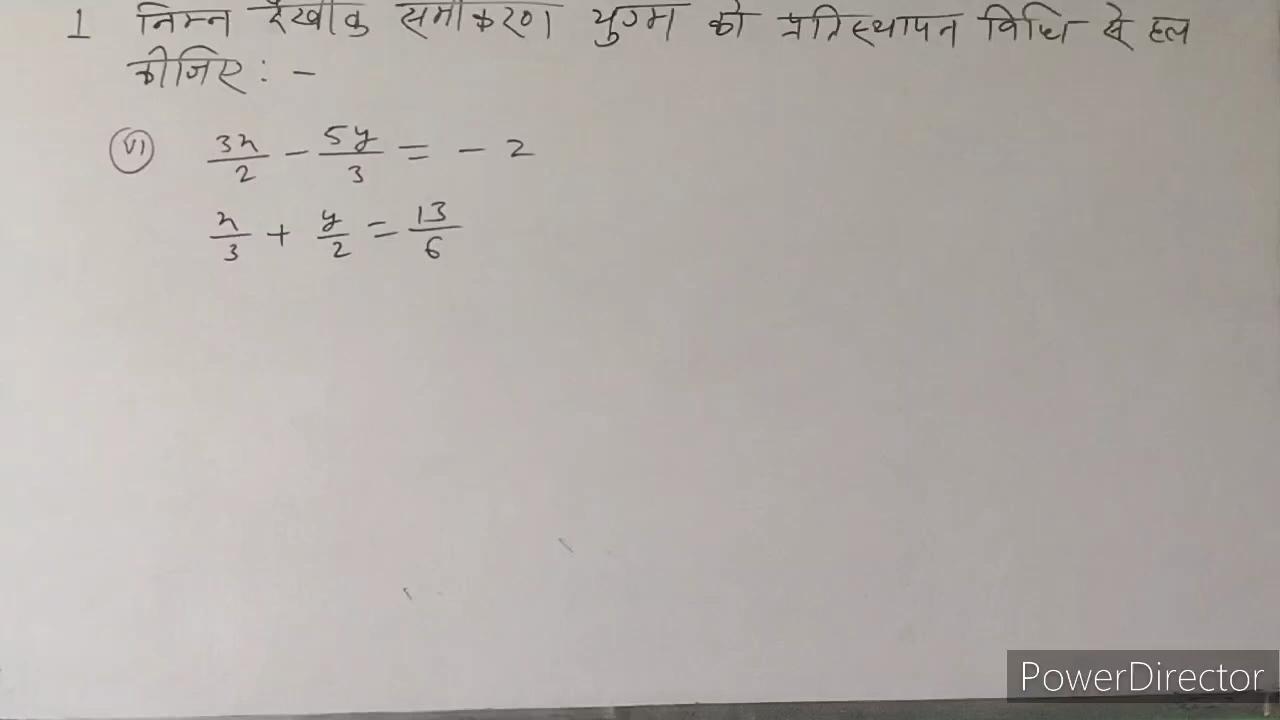 1 निम्न रैखीक समीकरण युग्म को प्रतिस्थापन विधि से हल
कीजिए : -
(vi) 3x/2 - 5y/3 = - 2
x/3 + y/2 = 13/6
PowerDirector